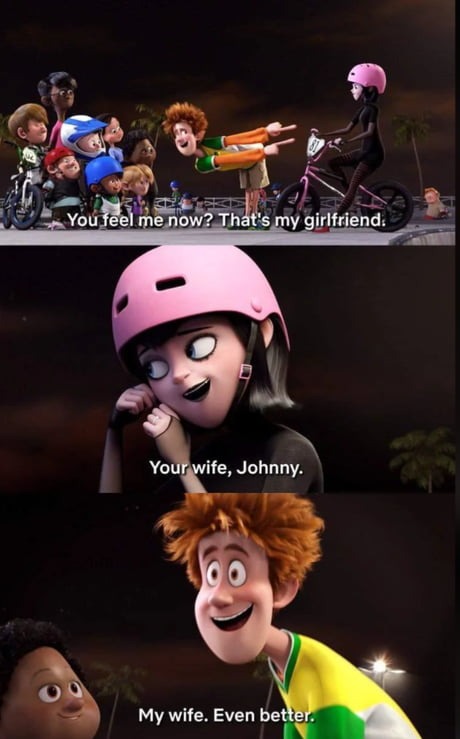 You feel me now? That's my girlfriend.
Your wife, Johnny.
My wife. Even better.